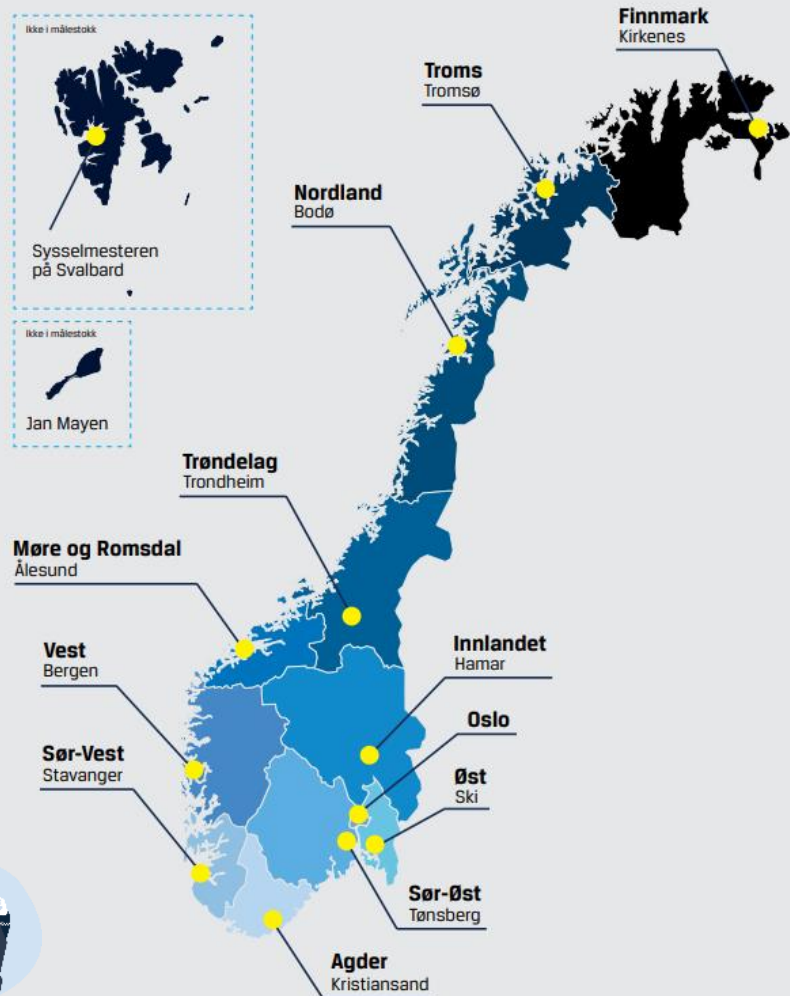 Ikke i målestokk
Sysselmesteren
på Svalbard
Ikke i målestokk
Jan Mayen
Finnmark
Kirkenes
Troms
Tromsø
Nordland
Bodø
Trøndelag
Trondheim
Møre og Romsdal
Ålesund
Vest
Bergen
Innlandet
Hamar
Oslo
Sør-Vest
Stavanger
Øst
Ski
Sør-Øst
Tønsberg
Agder
Kristiansand